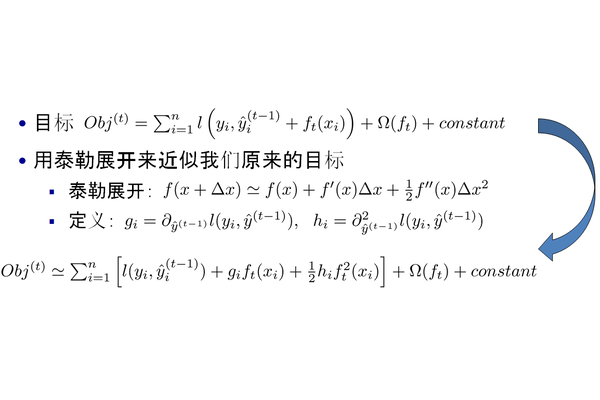 • 目标 Obj^{(t)} = \sum_{i=1}^{n} l\left(y_i, \hat{y}_i^{(t-1)} + f_t(x_i)\right) + \Omega(f_t) + constant
• 用泰勒展开来近似我们原来的目标
▪ 泰勒展开: f(x + \Delta x) \simeq f(x) + f'(x)\Delta x + \frac{1}{2} f''(x)\Delta x^2
▪ 定义: g_i = \partial_{\hat{y}^{(t-1)}} l(y_i, \hat{y}^{(t-1)}), h_i = \partial^2_{\hat{y}^{(t-1)}} l(y_i, \hat{y}^{(t-1)})
Obj^{(t)} \simeq \sum_{i=1}^{n} \left[ l(y_i, \hat{y}_i^{(t-1)}) + g_i f_t(x_i) + \frac{1}{2} h_i f_t^2(x_i) \right] + \Omega(f_t) + constant